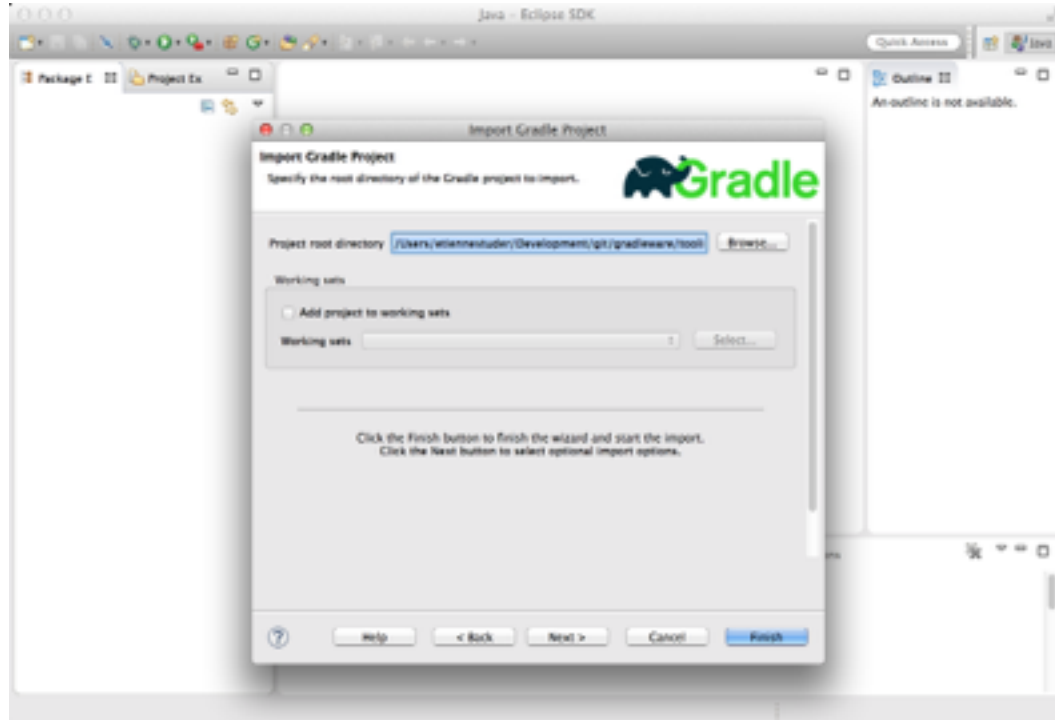 Java - Eclipse SDK
Quick Access
Java
Package E
Project Ex
Outline
An outline is not available.
Import Gradle Project
Import Gradle Project
Specify the root directory of the Gradle project to import.
Gradle
Project root directory /Users/etiennestuder/Development/git/gradleware/tooli Browse...
Working sets
Add project to working sets
Working sets Select...
Click the Finish button to finish the wizard and start the import.
Click the Next button to select optional import options.
? Help < Back Next > Cancel Finish